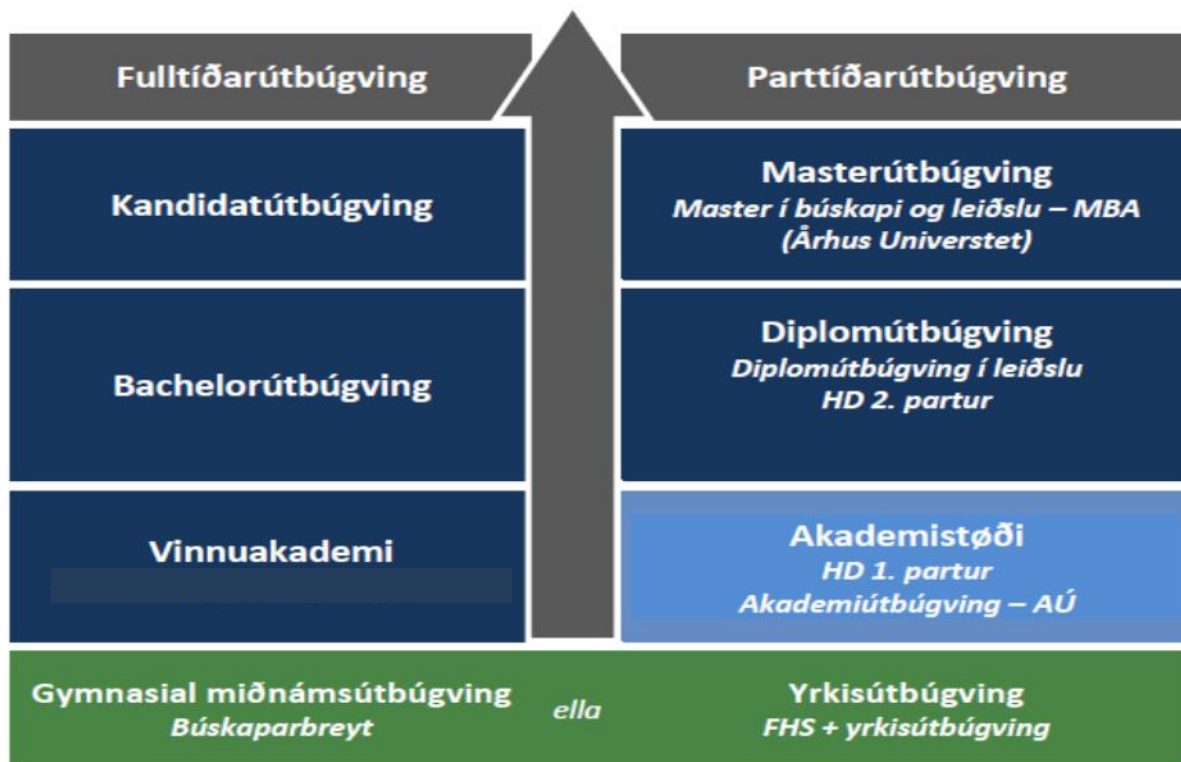 Fulltíðarútbúgving
Parttíðarútbúgving
Kandidatútbúgving
Masterútbúgving
Master í búskapi og leiðslu – MBA
(Århus Universtet)
Bachelorútbúgving
Diplomútbúgving
Diplomútbúgving í leiðslu
HD 2. partur
Vinnuakademi
Akademistøði
HD 1. partur
Akademiútbúgving – AÚ
Gymnasial miðnámsútbúgving
Búskaparbreyt
ella
Yrkisútbúgving
FHS + yrkisútbúgving